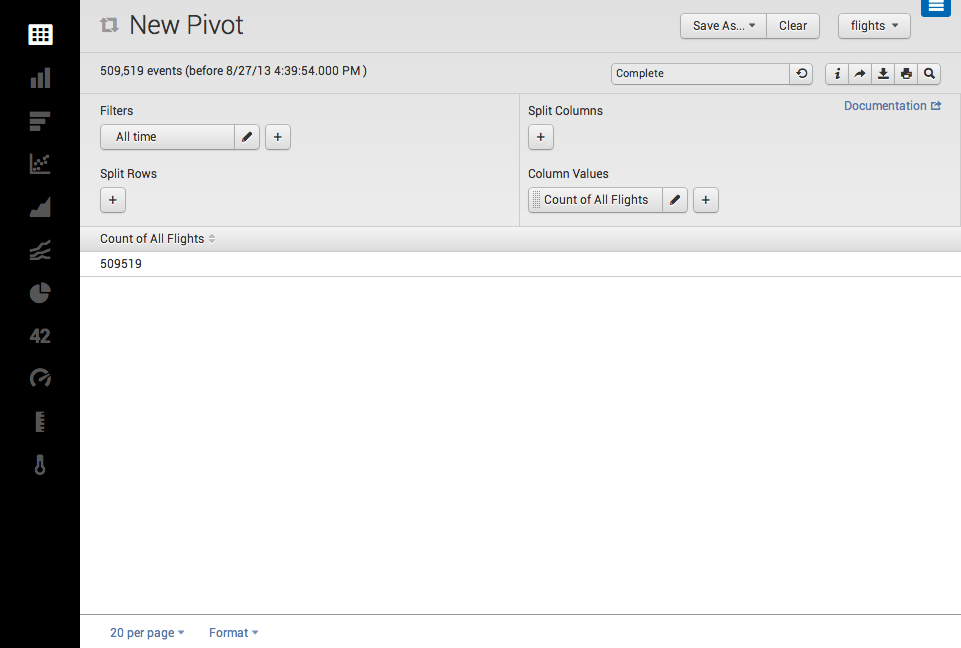 New Pivot
Save As...
Clear
flights
509,519 events (before 8/27/13 4:39:54.000 PM )
Complete
i
Filters
Split Columns
Documentation
All time
+
+
Split Rows
Column Values
+
Count of All Flights
+
Count of All Flights
509519
42
20 per page
Format